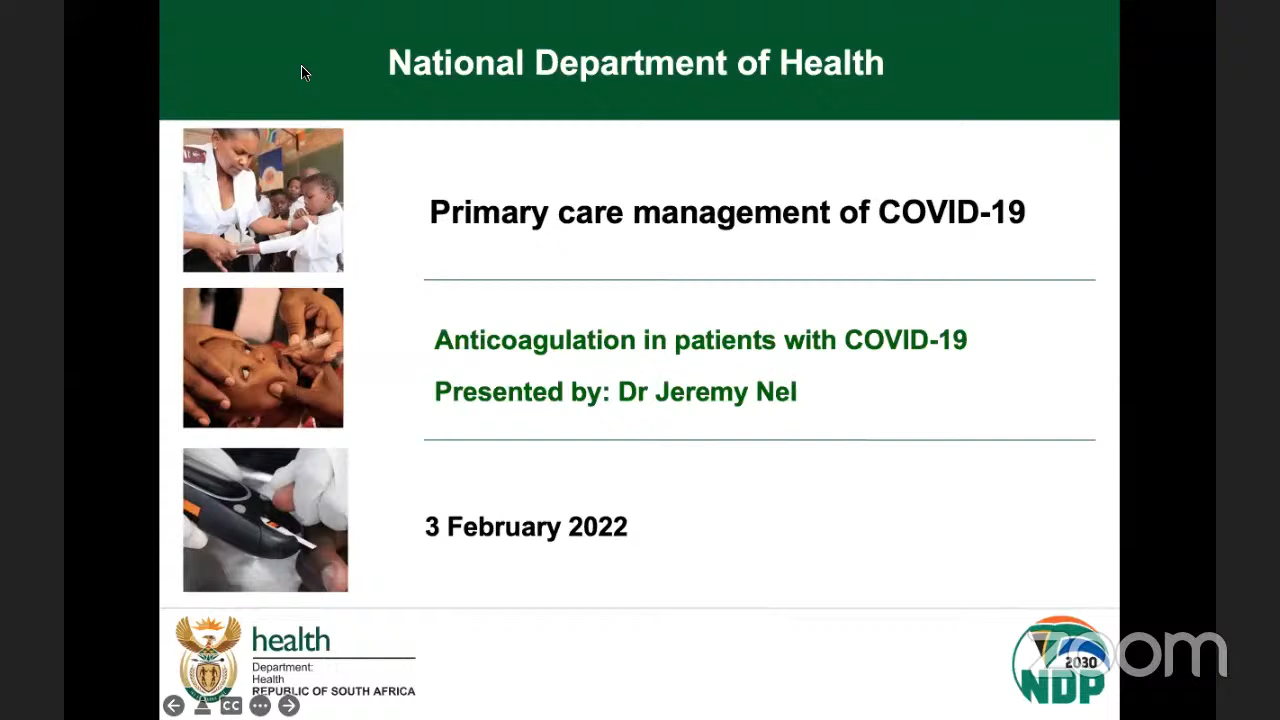 National Department of Health
Primary care management of COVID-19
Anticoagulation in patients with COVID-19
Presented by: Dr Jeremy Nel
3 February 2022
health
Department:
Health
REPUBLIC OF SOUTH AFRICA
CC
2030
NDP
zoom